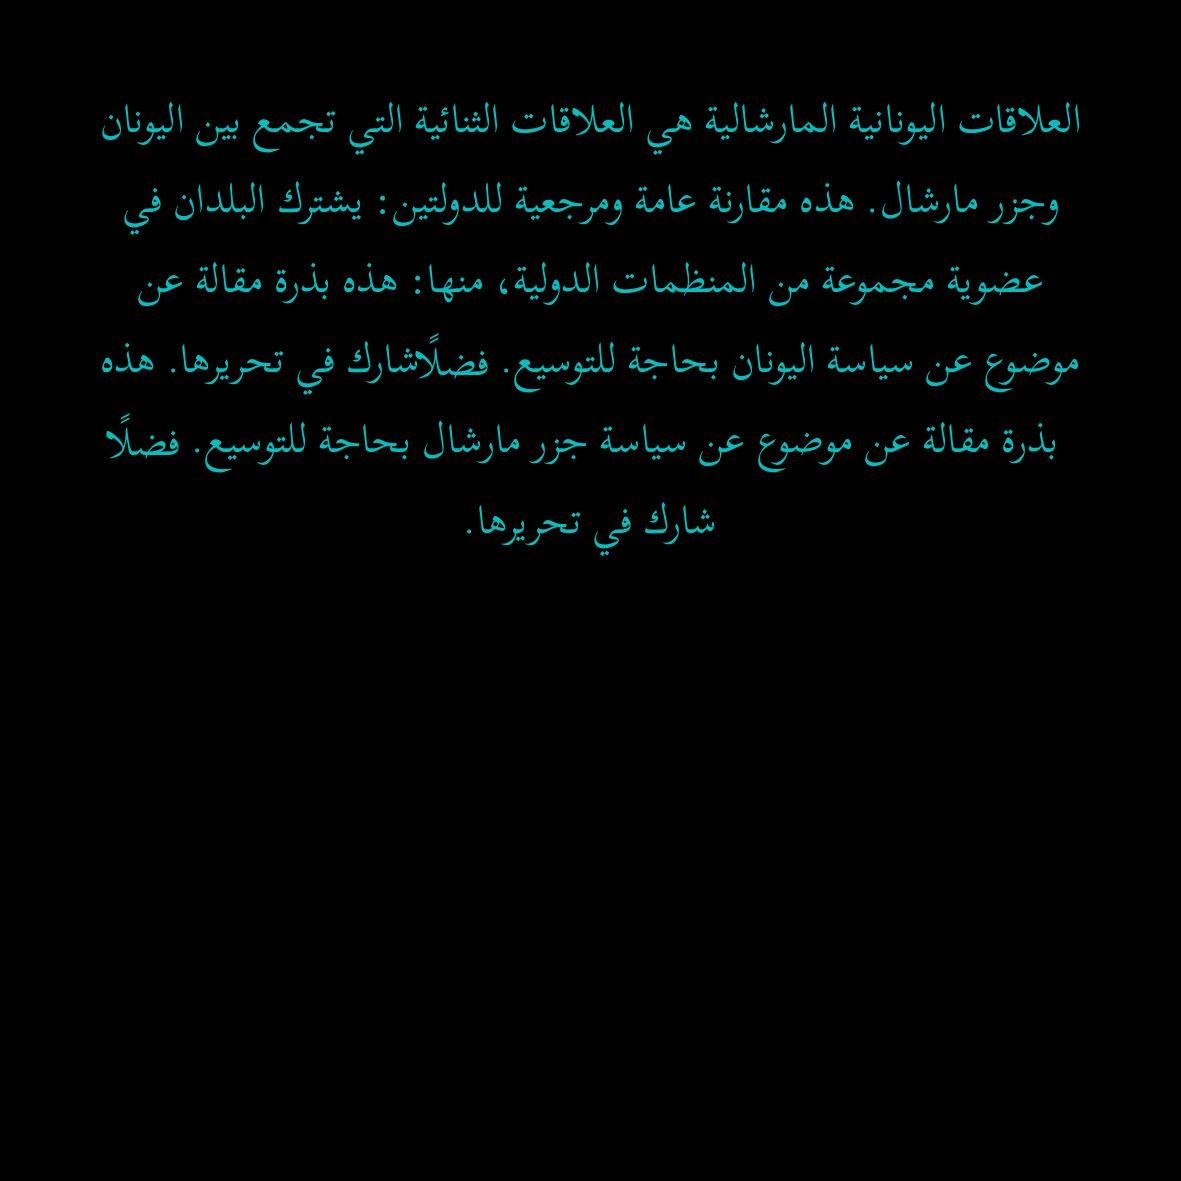 العلاقات اليونانية المارشالية هي العلاقات الثنائية التي تجمع بين اليونان
وجزر مارشال. هذه مقارنة عامة ومرجعية للدولتين: يشترك البلدان في
عضوية مجموعة من المنظمات الدولية، منها: هذه بذرة مقالة عن
موضوع عن سياسة اليونان بحاجة للتوسيع. فضلًاشارك في تحريرها. هذه
بذرة مقالة عن موضوع عن سياسة جزر مارشال بحاجة للتوسيع. فضلًا
شارك في تحريرها.